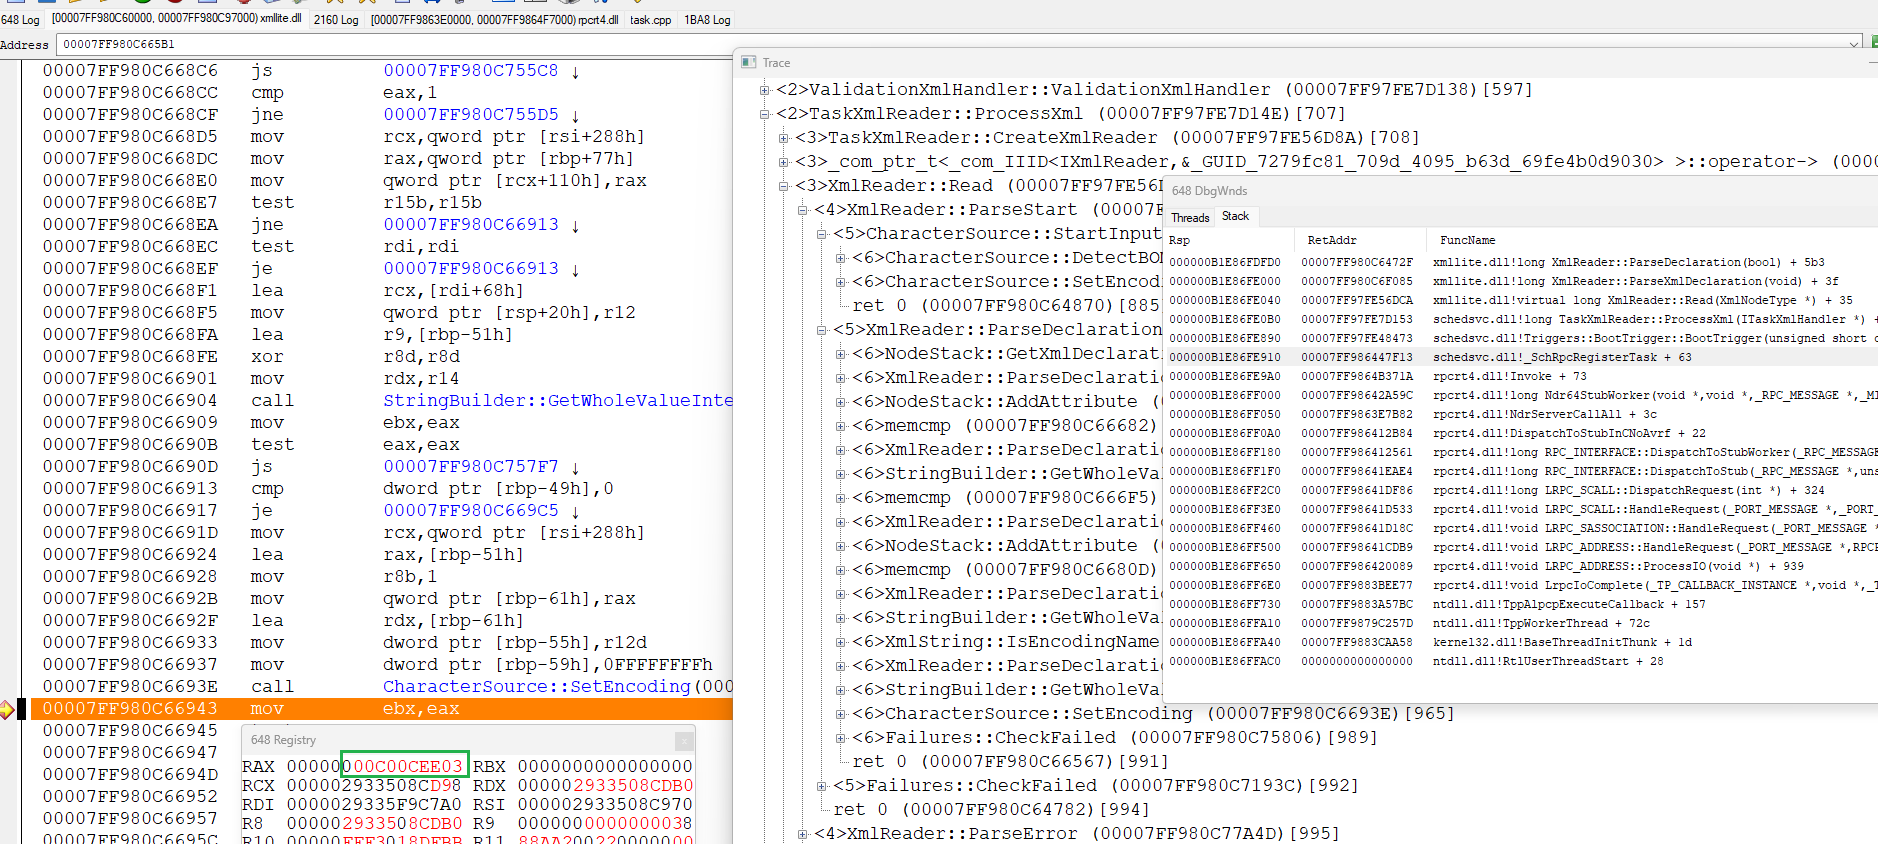 648 Log [00007FF980C60000, 00007FF980C97000) xmllite.dll 2160 Log [00007FF9863E0000, 00007FF9864F7000) rpcrt4.dll task.cpp 1BA8 Log
Address 00007FF980C665B1
00007FF980C668C6 js 00007FF980C755C8 ↓
00007FF980C668CC cmp eax,1
00007FF980C668CF jne 00007FF980C755D5 ↓
00007FF980C668D5 mov rcx,qword ptr [rsi+288h]
00007FF980C668DC mov rax,qword ptr [rbp+77h]
00007FF980C668E0 mov qword ptr [rcx+110h],rax
00007FF980C668E7 test r15b,r15b
00007FF980C668EA jne 00007FF980C66913 ↓
00007FF980C668EC test rdi,rdi
00007FF980C668EF je 00007FF980C66913 ↓
00007FF980C668F1 lea rcx,[rdi+68h]
00007FF980C668F5 mov qword ptr [rsp+20h],r12
00007FF980C668FA lea r9,[rbp-51h]
00007FF980C668FE xor r8d,r8d
00007FF980C66901 mov rdx,r14
00007FF980C66904 call StringBuilder::GetWholeValueInte
00007FF980C66909 mov ebx,eax
00007FF980C6690B test eax,eax
00007FF980C6690D js 00007FF980C757F7 ↓
00007FF980C66913 cmp dword ptr [rbp-49h],0
00007FF980C66917 je 00007FF980C669C5 ↓
00007FF980C6691D mov rcx,qword ptr [rsi+288h]
00007FF980C66924 lea rax,[rbp-51h]
00007FF980C66928 mov r8b,1
00007FF980C6692B mov qword ptr [rbp-61h],rax
00007FF980C6692F lea rdx,[rbp-61h]
00007FF980C66933 mov dword ptr [rbp-55h],r12d
00007FF980C66937 mov dword ptr [rbp-59h],0FFFFFFFFh
00007FF980C6693E call CharacterSource::SetEncoding(000
00007FF980C66943 mov ebx,eax
00007FF980C66945
00007FF980C66947
00007FF980C6694D
00007FF980C66952
00007FF980C66957
00007FF980C6695C
648 Registry
RAX 00000000C00CEE03 RBX 0000000000000000
RCX 000002933508CD98 RDX 000002933508CDB0
RDI 0000029335F9C7A0 RSI 000002933508C970
R8 000002933508CDB0 R9 0000000000000038
Trace
<2>ValidationXmlHandler::ValidationXmlHandler (00007FF97FE7D138)[597]
<2>TaskXmlReader::ProcessXml (00007FF97FE7D14E)[707]
<3>TaskXmlReader::CreateXmlReader (00007FF97FE56D8A)[708]
<3>_com_ptr_t<_com_IIID<IXmlReader,&_GUID_7279fc81_709d_4095_b63d_69fe4b0d9030> >::operator-> (000
<3>XmlReader::Read (00007FF97FE56D
<4>XmlReader::ParseStart (00007F
<5>CharacterSource::StartInput
<6>CharacterSource::DetectBOM
<6>CharacterSource::SetEncodi
ret 0 (00007FF980C64870)[885
<5>XmlReader::ParseDeclaration
<6>NodeStack::GetXmlDeclarati
<6>XmlReader::ParseDeclaratio
<6>NodeStack::AddAttribute (0
<6>memcmp (00007FF980C66682)
<6>XmlReader::ParseDeclaratio
<6>StringBuilder::GetWholeVal
<6>memcmp (00007FF980C666F5)
<6>XmlReader::ParseDeclaratio
<6>NodeStack::AddAttribute (0
<6>memcmp (00007FF980C6680D)
<6>XmlReader::ParseDeclaratio
<6>StringBuilder::GetWholeVal
<6>XmlString::IsEncodingName
<6>XmlReader::ParseDeclaratio
<6>StringBuilder::GetWholeVal
<6>CharacterSource::SetEncoding (00007FF980C6693E)[965]
<6>Failures::CheckFailed (00007FF980C75806)[989]
ret 0 (00007FF980C66567)[991]
<5>Failures::CheckFailed (00007FF980C7193C)[992]
ret 0 (00007FF980C64782)[994]
<4>XmlReader::ParseError (00007FF980C77A4D)[995]
648 DbgWnds
Threads Stack
Rsp RetAddr FuncName
000000B1E86FDFD0 00007FF980C6472F xmllite.dll!long XmlReader::ParseDeclaration(bool) + 5b3
000000B1E86FE000 00007FF980C6F085 xmllite.dll!long XmlReader::ParseXmlDeclaration(void) + 3f
000000B1E86FE040 00007FF97FE56DCA xmllite.dll!virtual long XmlReader::Read(XmlNodeType *) + 35
000000B1E86FE0B0 00007FF97FE7D153 schedsvc.dll!long TaskXmlReader::ProcessXml(ITaskXmlHandler *) +
000000B1E86FE890 00007FF97FE48473 schedsvc.dll!Triggers::BootTrigger::BootTrigger(unsigned short c
000000B1E86FE910 00007FF986447F13 schedsvc.dll!_SchRpcRegisterTask + 63
000000B1E86FE9A0 00007FF9864B371A rpcrt4.dll!Invoke + 73
000000B1E86FF000 00007FF98642A59C rpcrt4.dll!long Ndr64StubWorker(void *,void *,_RPC_MESSAGE *,_MI
000000B1E86FF050 00007FF9863E7B82 rpcrt4.dll!NdrServerCallAll + 3c
000000B1E86FF0A0 00007FF986412B84 rpcrt4.dll!DispatchToStubInCNoAvrf + 22
000000B1E86FF180 00007FF986412561 rpcrt4.dll!long RPC_INTERFACE::DispatchToStubWorker(_RPC_MESSAGE
000000B1E86FF1F0 00007FF98641EAE4 rpcrt4.dll!long RPC_INTERFACE::DispatchToStub(_RPC_MESSAGE *,uns
000000B1E86FF2C0 00007FF98641DF86 rpcrt4.dll!long LRPC_SCALL::DispatchRequest(int *) + 324
000000B1E86FF3E0 00007FF98641D533 rpcrt4.dll!void LRPC_SCALL::HandleRequest(_PORT_MESSAGE *,_PORT_
000000B1E86FF460 00007FF98641D18C rpcrt4.dll!void LRPC_SASSOCIATION::HandleRequest(_PORT_MESSAGE *
000000B1E86FF500 00007FF98641CDB9 rpcrt4.dll!void LRPC_ADDRESS::HandleRequest(_PORT_MESSAGE *,RPCP
000000B1E86FF650 00007FF986420089 rpcrt4.dll!void LRPC_ADDRESS::ProcessIO(void *) + 939
000000B1E86FF6E0 00007FF9883BEE77 rpcrt4.dll!void LrpcIoComplete(_TP_CALLBACK_INSTANCE *,void *,_T
000000B1E86FF730 00007FF9883A57BC ntdll.dll!TppAlpcpExecuteCallback + 157
000000B1E86FFA10 00007FF9879C257D ntdll.dll!TppWorkerThread + 72c
000000B1E86FFA40 00007FF9883CAA58 kernel32.dll!BaseThreadInitThunk + 1d
000000B1E86FFAC0 0000000000000000 ntdll.dll!RtlUserThreadStart + 28